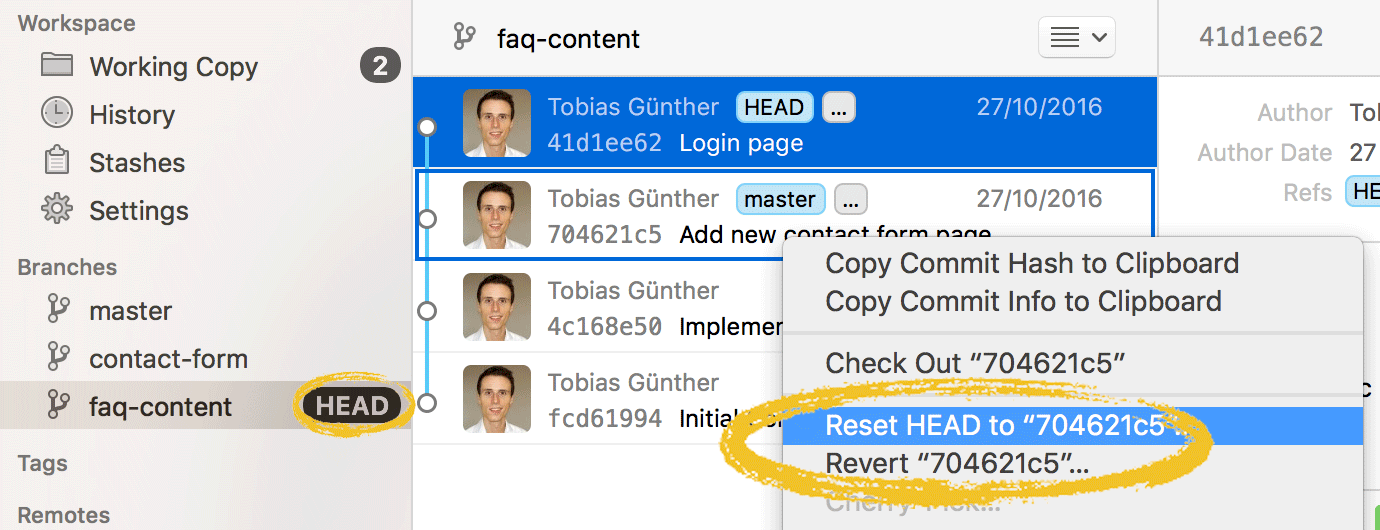 Workspace
Working Copy 2
History
Stashes
Settings
Branches
master
contact-form
faq-content HEAD
Tags
Remotes
faq-content
Tobias Günther HEAD ... 27/10/2016
41d1ee62 Login page
Tobias Günther master ... 27/10/2016
704621c5 Add new contact form page
Tobias Günther
4c168e50 Implemen
Tobias Günther
fcd61994 Initial
Copy Commit Hash to Clipboard
Copy Commit Info to Clipboard
Check Out “704621c5”
Reset HEAD to “704621c5
Revert “704621c5”...
Cherry-Pick...
41d1ee62
Author Tol
Author Date 27
Refs HE
c